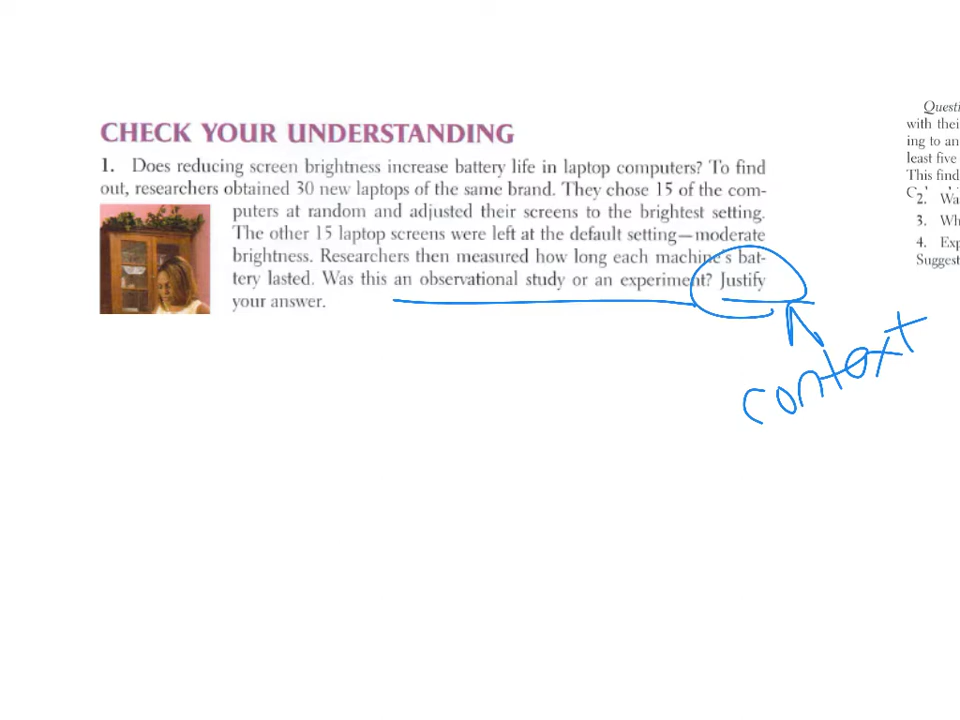 CHECK YOUR UNDERSTANDING
1. Does reducing screen brightness increase battery life in laptop computers? To find
out, researchers obtained 30 new laptops of the same brand. They chose 15 of the com-
puters at random and adjusted their screens to the brightest setting.
The other 15 laptop screens were left at the default setting—moderate
brightness. Researchers then measured how long each machine's bat-
tery lasted. Was this an observational study or an experiment? Justify
your answer.
context
Questi
with thei
ing to an
least five
This find
2. Wa
3. Wh
4. Exp
Suggest